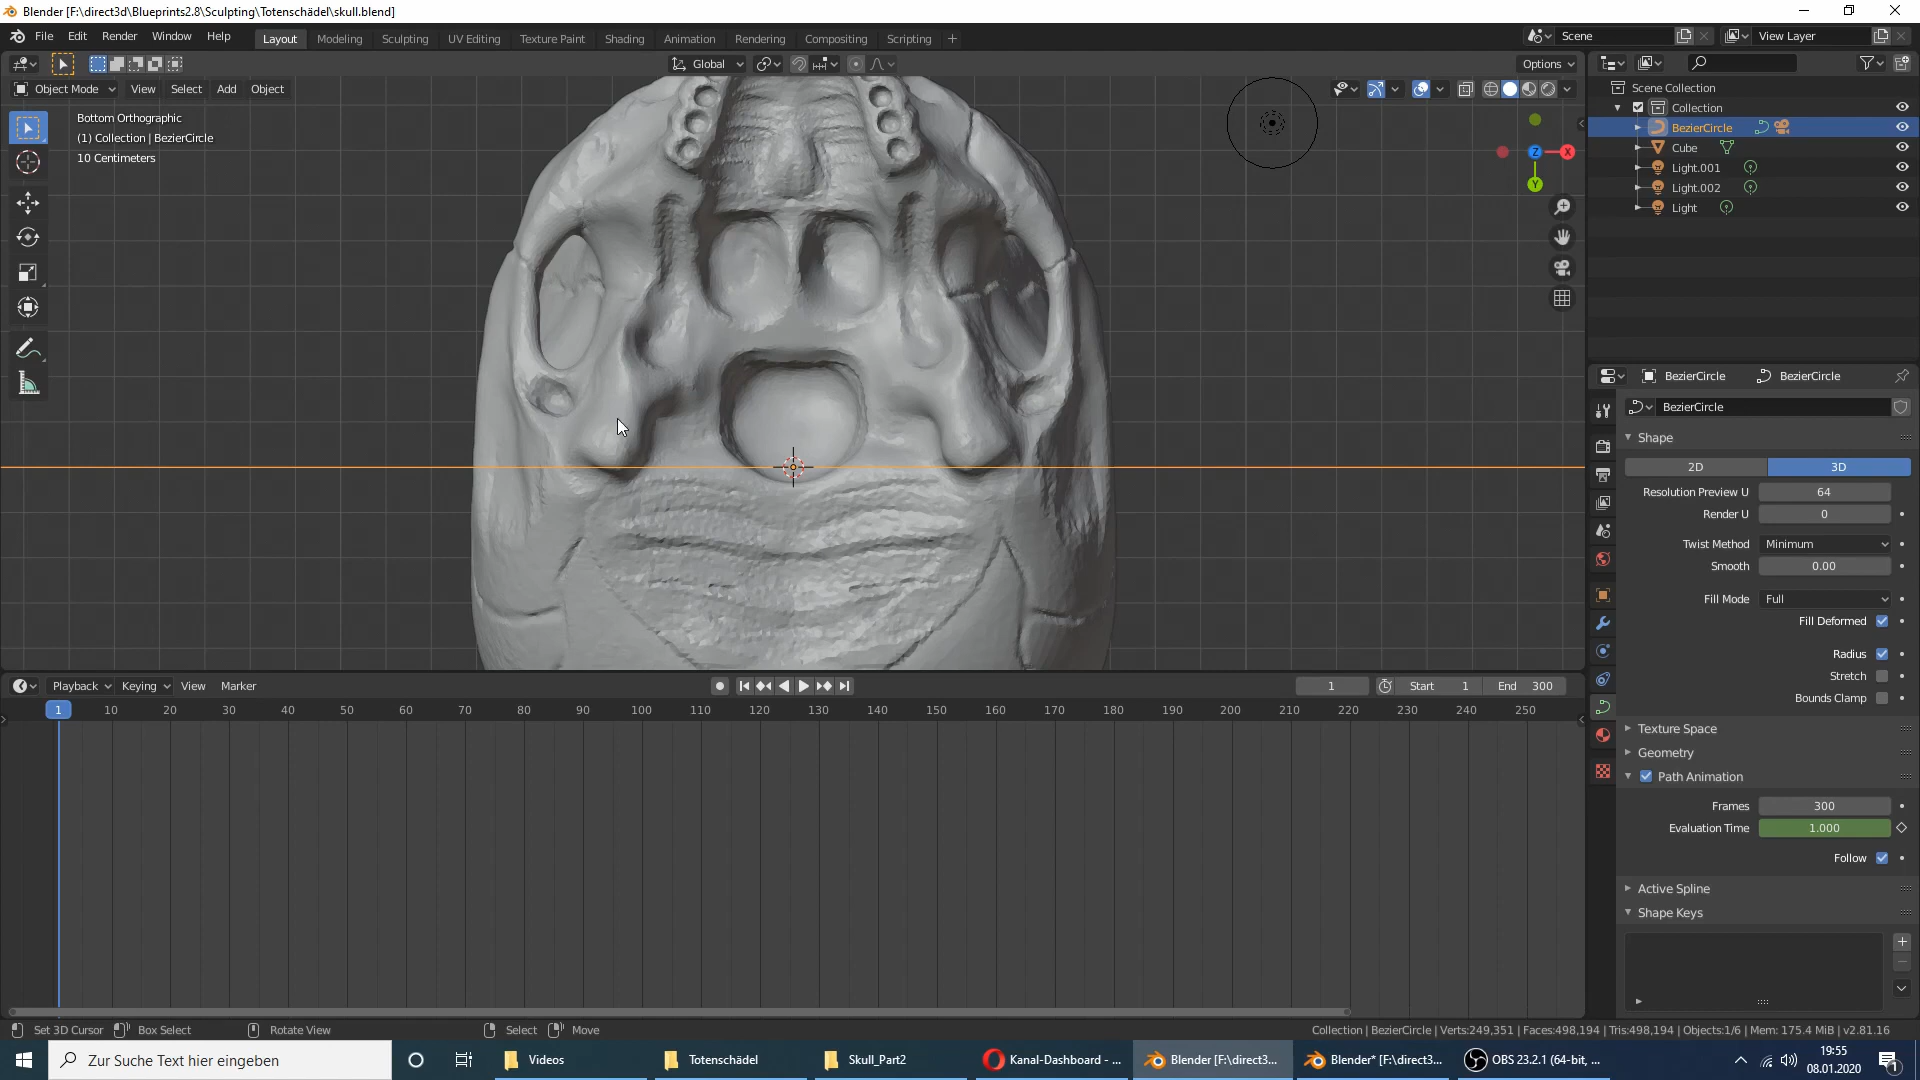 Blender [F:\direct3d\Blueprints2.8\Sculpting\Totenschädel\skull.blend]
File Edit Render Window Help Layout Modeling Sculpting UV Editing Texture Paint Shading Animation Rendering Compositing Scripting + Scene View Layer
Global Options
Object Mode View Select Add Object
Bottom Orthographic
(1) Collection | BezierCircle
10 Centimeters
X
Z
Y
Scene Collection
Collection
BezierCircle
Cube
Light.001
Light.002
Light
BezierCircle BezierCircle
BezierCircle
Shape
2D 3D
Resolution Preview U 64
Render U 0
Twist Method Minimum
Smooth 0.00
Fill Mode Full
Fill Deformed
Radius
Stretch
Bounds Clamp
Texture Space
Geometry
Path Animation
Frames 300
Evaluation Time 1.000
Follow
Active Spline
Shape Keys
Playback Keying View Marker 1 Start 1 End 300
1 10 20 30 40 50 60 70 80 90 100 110 120 130 140 150 160 170 180 190 200 210 220 230 240 250
Set 3D Cursor Box Select Rotate View Select Move Collection | BezierCircle | Verts:249,351 | Faces:498,194 | Tris:498,194 | Objects:1/6 | Mem: 175.4 MiB | v2.81.16
Zur Suche Text hier eingeben Videos Totenschädel Skull_Part2 Kanal-Dashboard - ... Blender [F:\direct3... Blender* [F:\direct3... OBS 23.2.1 (64-bit, ...
19:55
08.01.2020
1